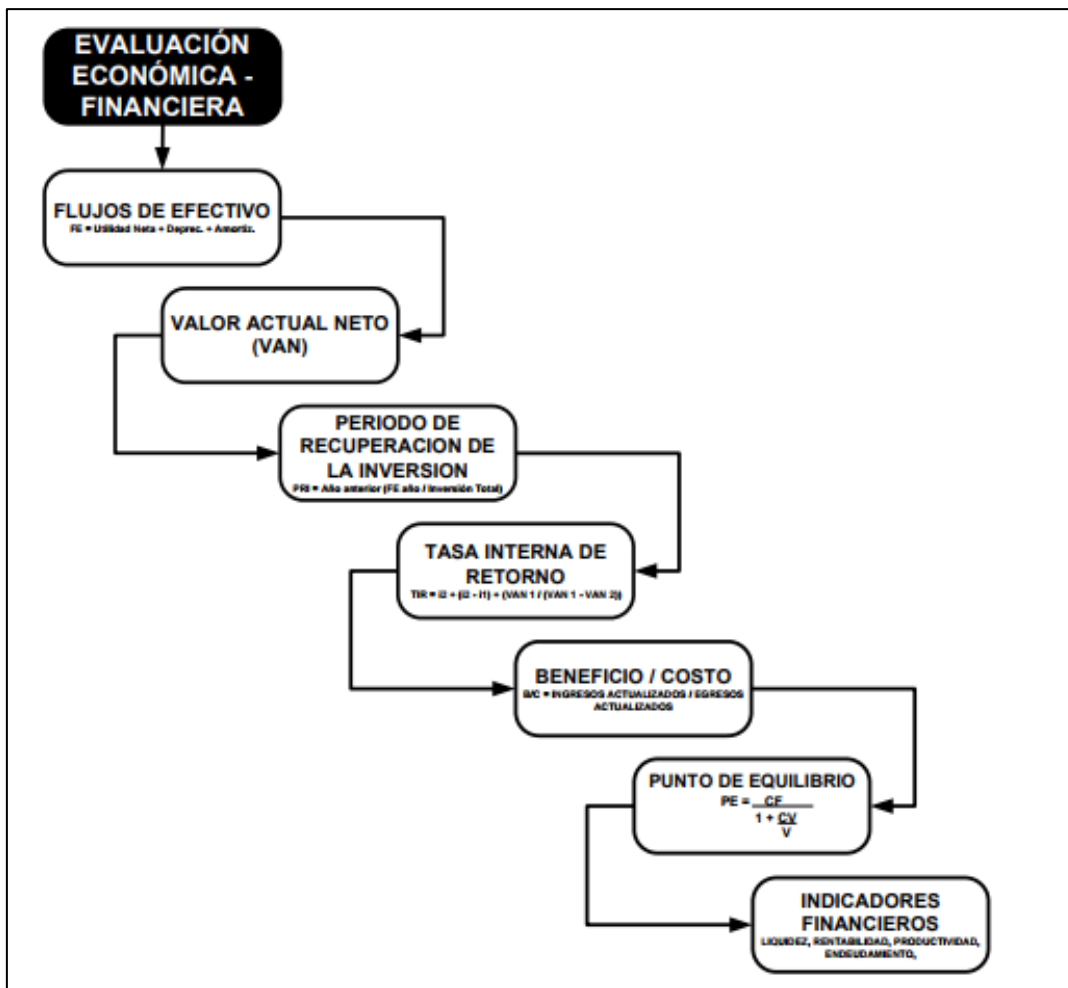 EVALUACIÓN
ECONÓMICA -
FINANCIERA
FLUJOS DE EFECTIVO
FE = Utilidad Neta + Deprec. + Amortiz.
VALOR ACTUAL NETO
(VAN)
PERIODO DE
RECUPERACION DE
LA INVERSION
PRI = Año anterior (FE año / Inversión Total)
TASA INTERNA DE
RETORNO
TIR = i2 + (i2 - i1) + (VAN 1 / (VAN 1 - VAN 2))
BENEFICIO / COSTO
B/C = INGRESOS ACTUALIZADOS / EGRESOS
ACTUALIZADOS
PUNTO DE EQUILIBRIO
PE = CF
1 + CV
V
INDICADORES
FINANCIEROS
LIQUIDEZ, RENTABILIDAD, PRODUCTIVIDAD,
ENDEUDAMIENTO,